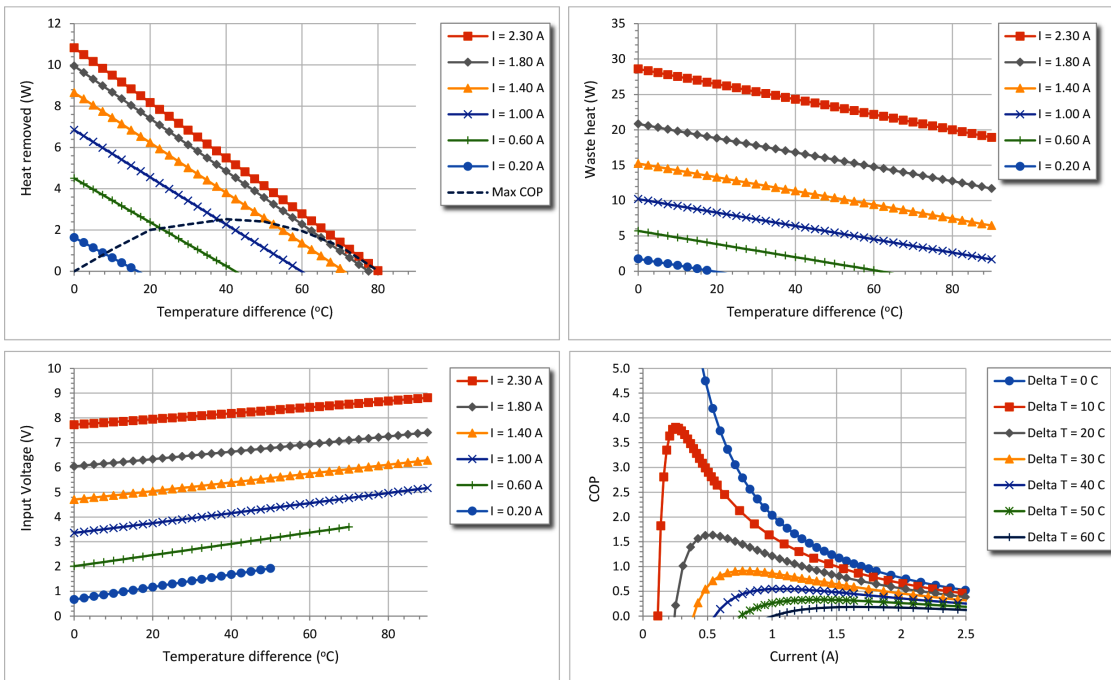 12
10
8
6
4
2
0
0 20 40 60 80
Heat removed (W)
Temperature difference (ᵒC)
I = 2.30 A
I = 1.80 A
I = 1.40 A
I = 1.00 A
I = 0.60 A
I = 0.20 A
Max COP
35
30
25
20
15
10
5
0
0 20 40 60 80
Waste heat (W)
Temperature difference (ᵒC)
I = 2.30 A
I = 1.80 A
I = 1.40 A
I = 1.00 A
I = 0.60 A
I = 0.20 A
10
9
8
7
6
5
4
3
2
1
0
0 20 40 60 80
Input Voltage (V)
Temperature difference (ᵒC)
I = 2.30 A
I = 1.80 A
I = 1.40 A
I = 1.00 A
I = 0.60 A
I = 0.20 A
5.0
4.5
4.0
3.5
3.0
2.5
2.0
1.5
1.0
0.5
0.0
0 0.5 1 1.5 2 2.5
COP
Current (A)
Delta T = 0 C
Delta T = 10 C
Delta T = 20 C
Delta T = 30 C
Delta T = 40 C
Delta T = 50 C
Delta T = 60 C